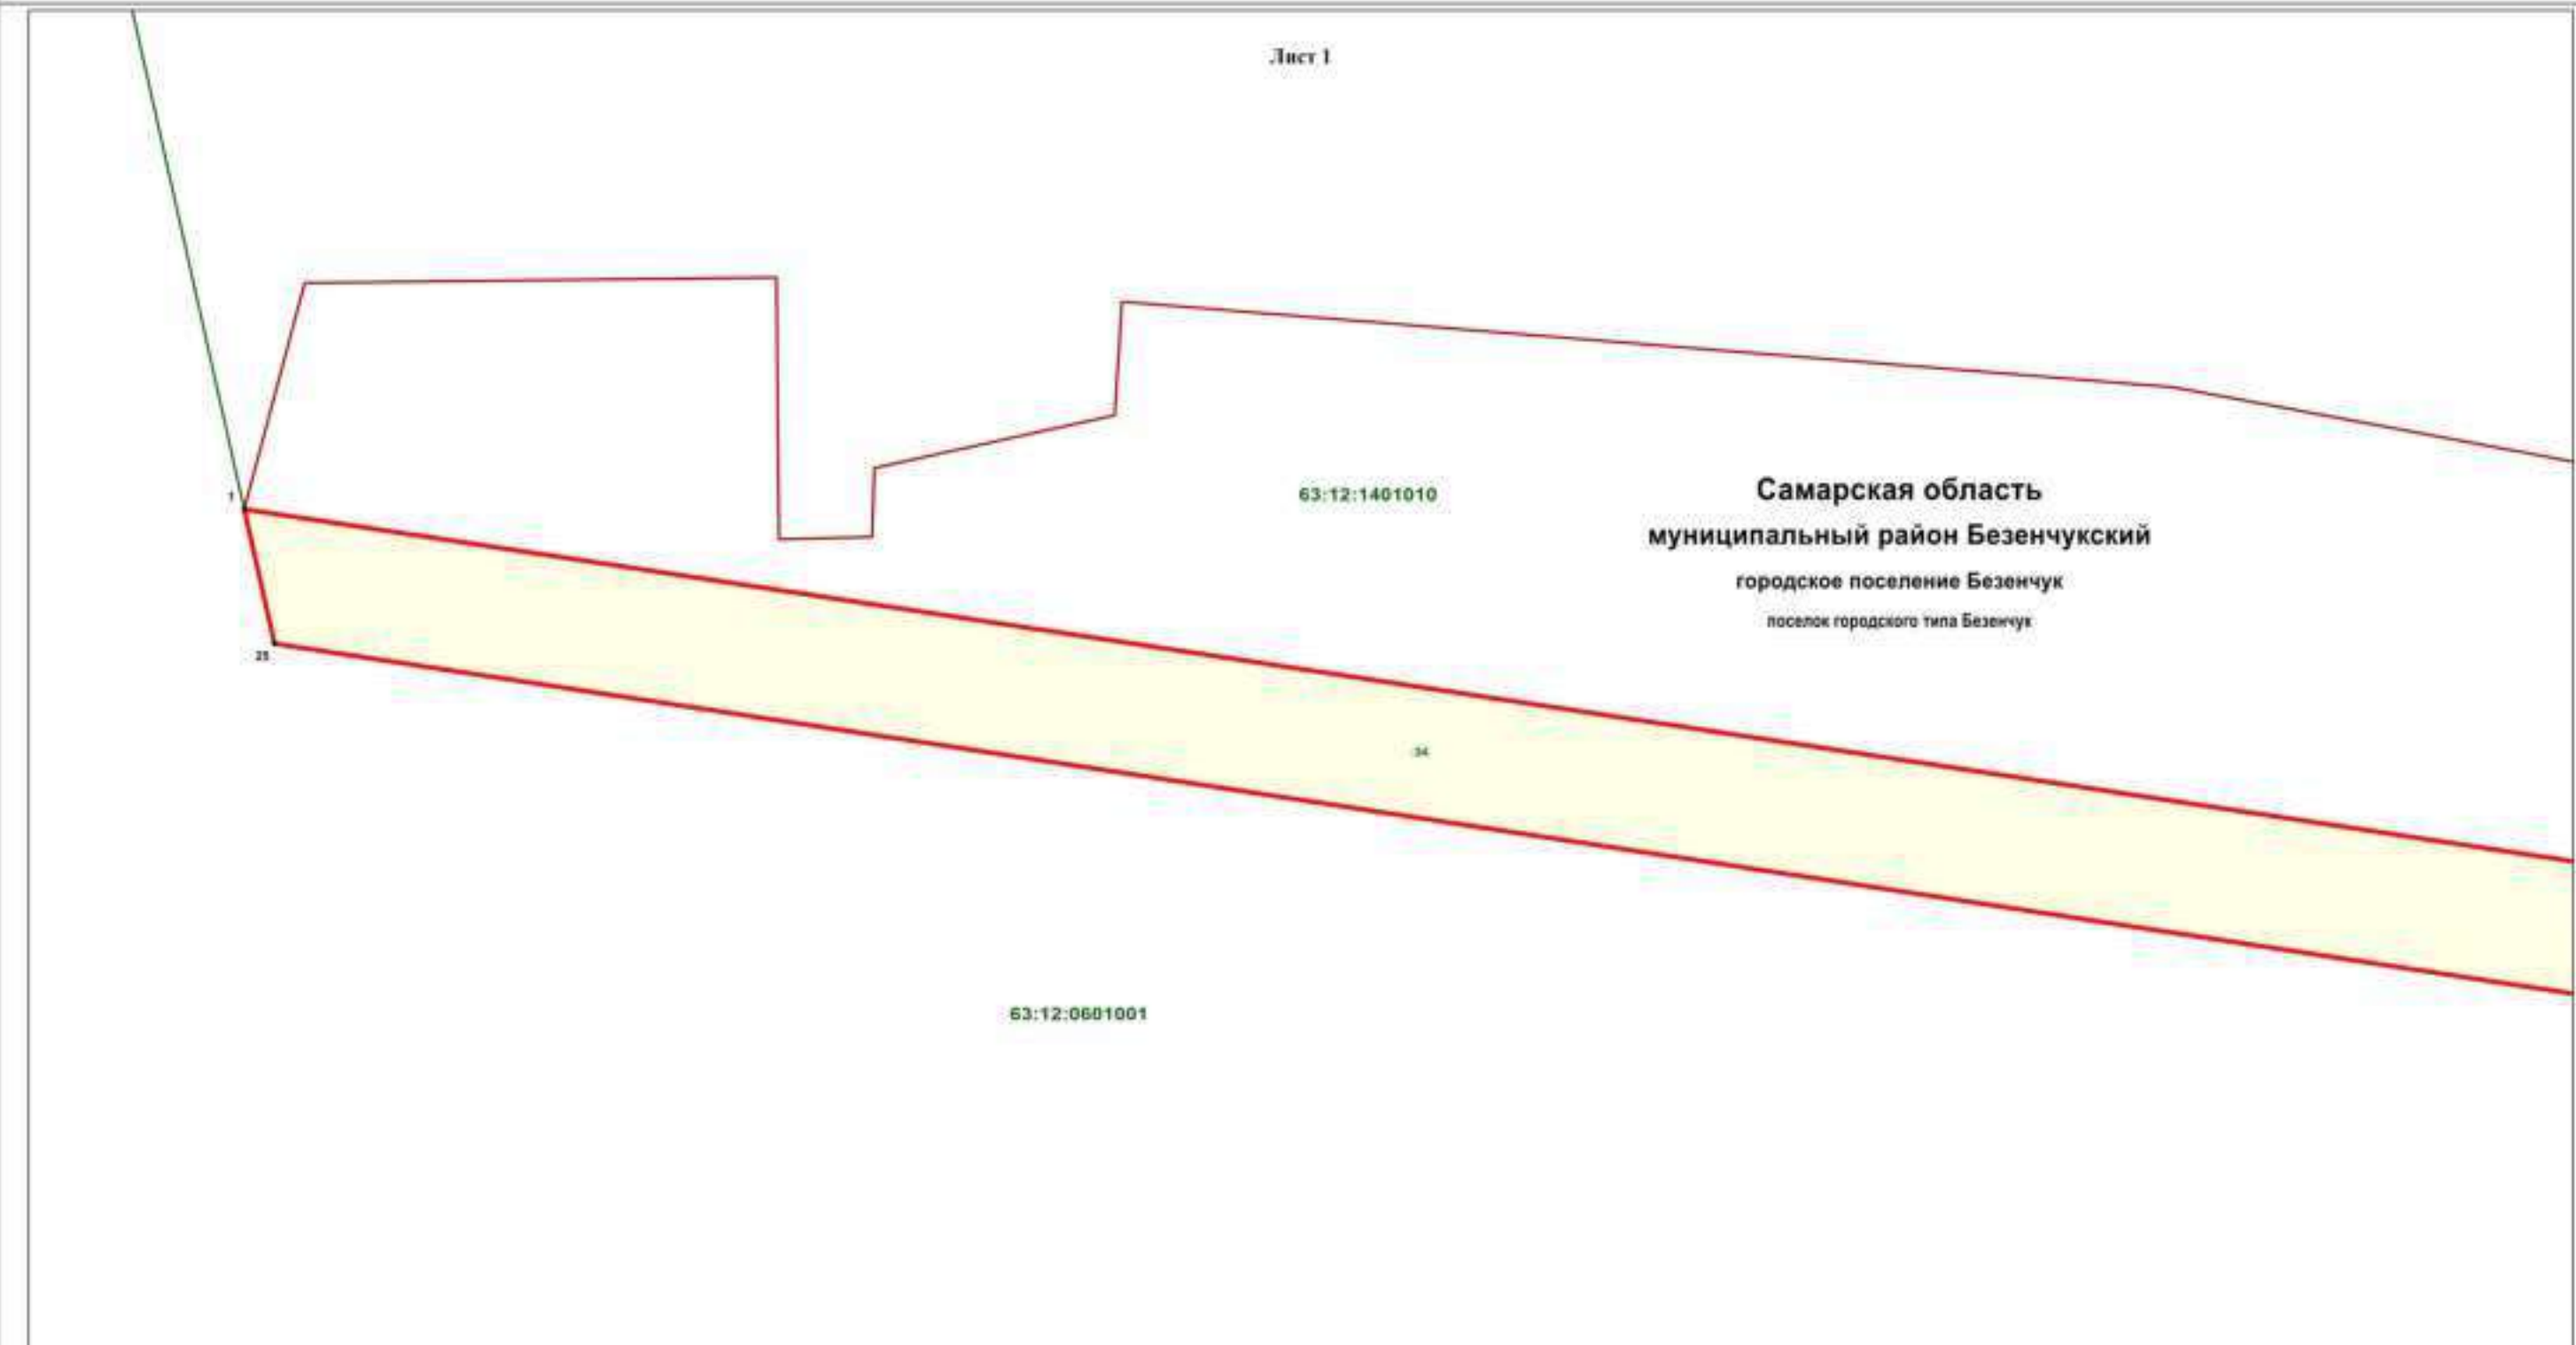 Лист 1
1
63:12:1401010
Самарская область
муниципальный район Безенчукский
городское поселение Безенчук
поселок городского типа Безенчук
25
:34
63:12:0601001